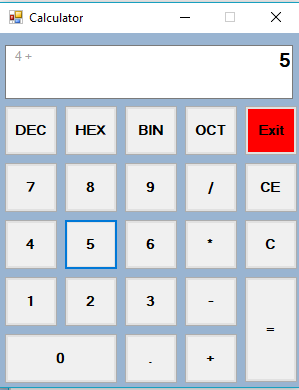 Calculator
4 +
5
DEC HEX BIN OCT Exit
7 8 9 / CE
4 5 6 * C
1 2 3 - =
0 . +